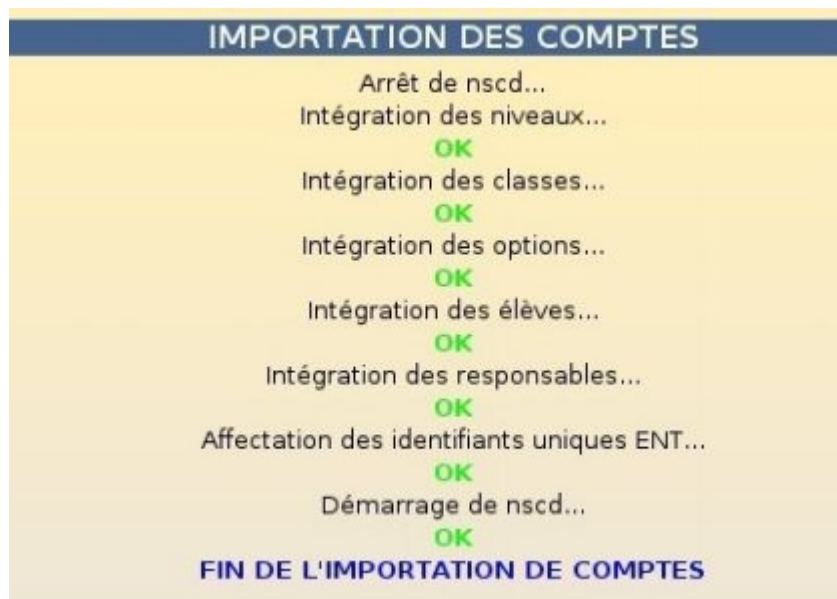 IMPORTATION DES COMPTES
Arrêt de nscd...
Intégration des niveaux...
OK
Intégration des classes...
OK
Intégration des options...
OK
Intégration des élèves...
OK
Intégration des responsables...
OK
Affectation des identifiants uniques ENT...
OK
Démarrage de nscd...
OK
FIN DE L'IMPORTATION DE COMPTES